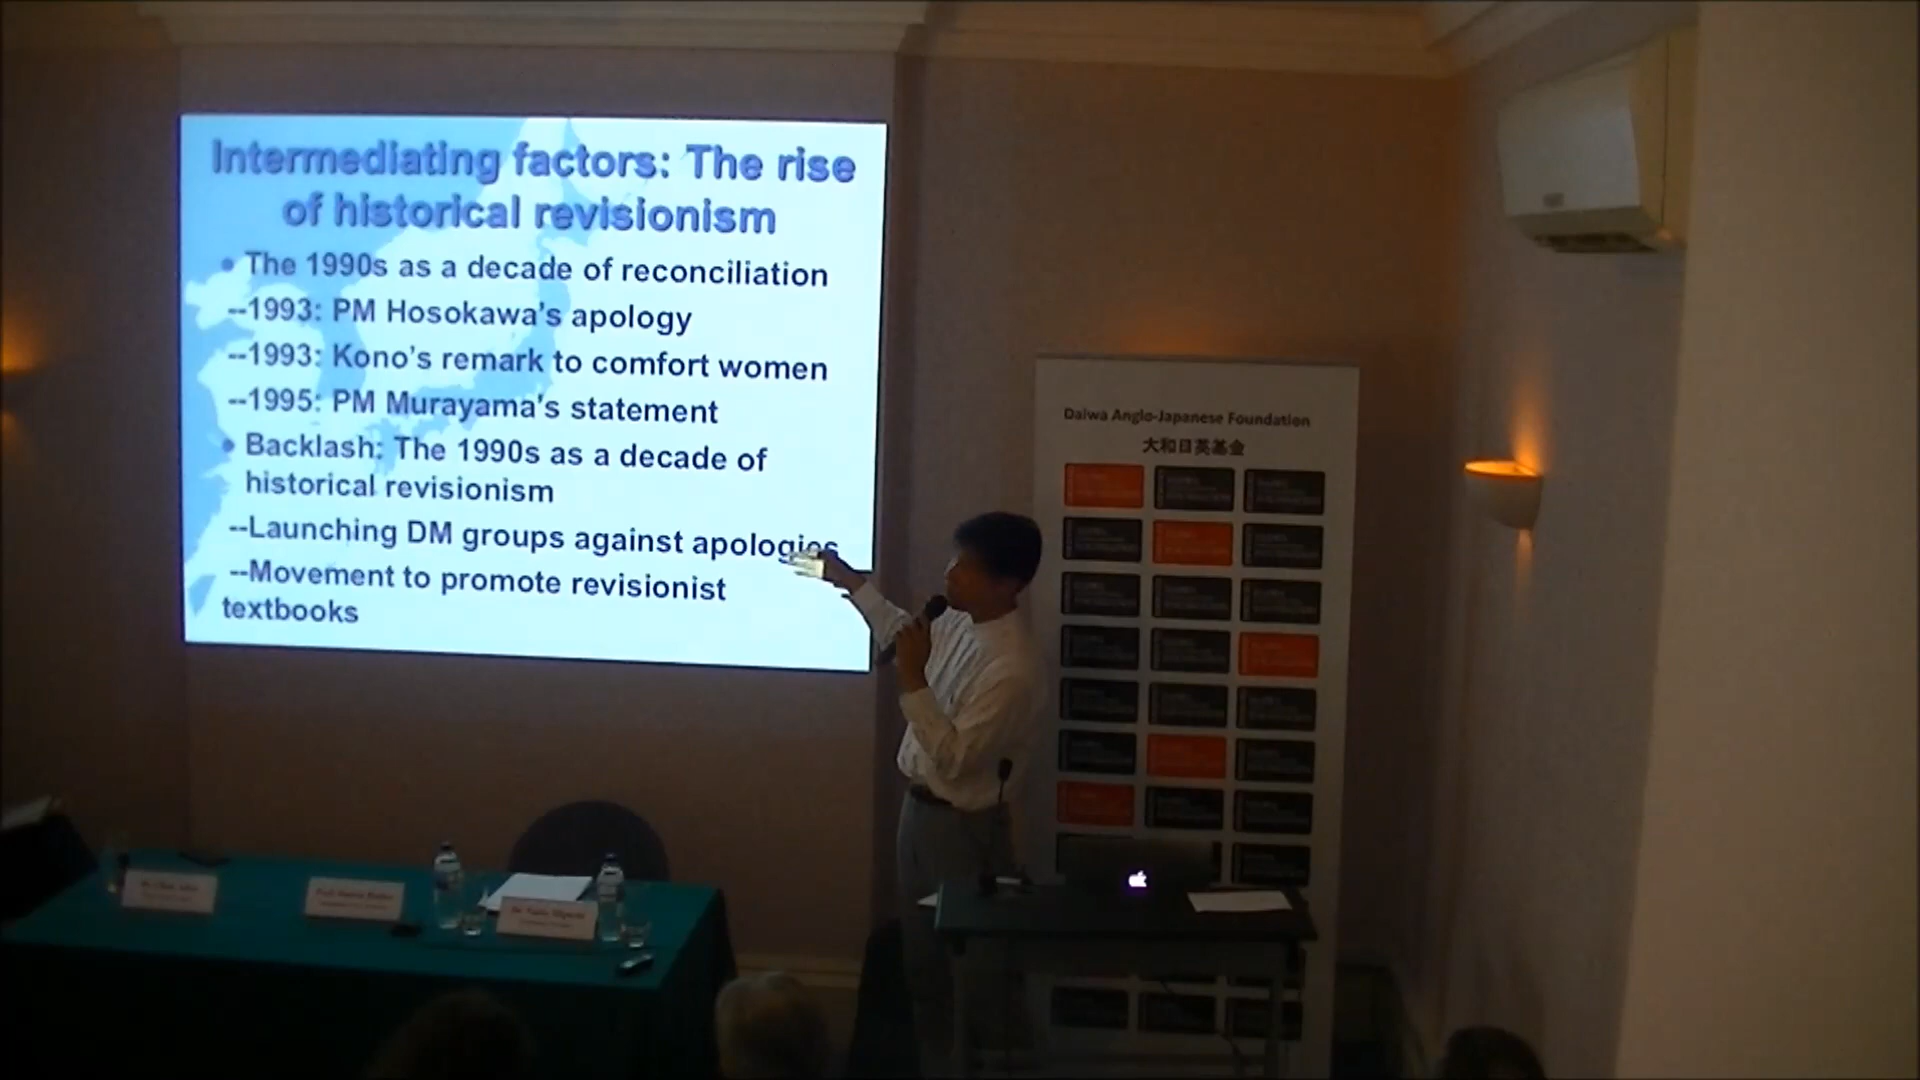 Intermediating factors: The rise
of historical revisionism
• The 1990s as a decade of reconciliation
--1993: PM Hosokawa's apology
--1993: Kono's remark to comfort women
--1995: PM Murayama's statement
• Backlash: The 1990s as a decade of
historical revisionism
--Launching DM groups against apologies
--Movement to promote revisionist
textbooks
Daiwa Anglo-Japanese Foundation
大和日英基金